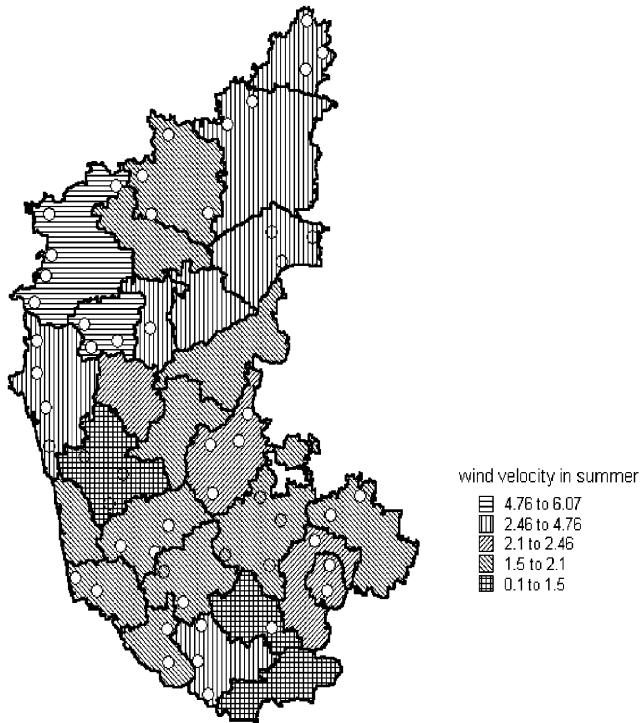 wind velocity in summer
4.76 to 6.07
2.46 to 4.76
2.1 to 2.46
1.5 to 2.1
0.1 to 1.5